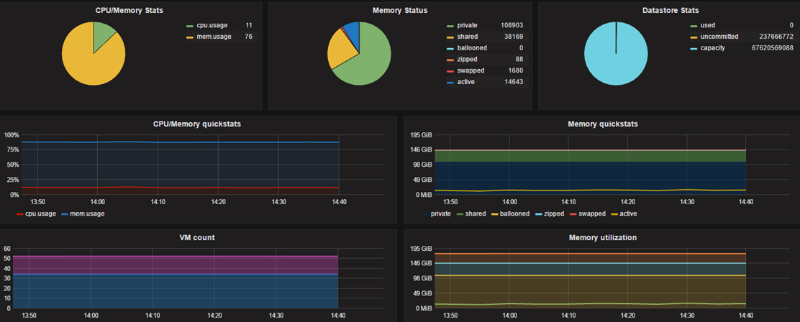 CPU/Memory Stats
cpu.usage 11
mem.usage 76
Memory Status
private 108903
shared 38169
ballooned 0
zipped 88
swapped 1680
active 14643
Datastore Stats
used 0
uncommitted 237666772
capacity 67620569088
CPU/Memory quickstats
100%
75%
50%
25%
0%
13:50 14:00 14:10 14:20 14:30 14:40
cpu.usage mem.usage
Memory quickstats
195 GiB
146 GiB
98 GiB
49 GiB
0 MiB
13:50 14:00 14:10 14:20 14:30 14:40
private shared ballooned zipped swapped active
VM count
60
50
40
30
20
10
0
13:50 14:00 14:10 14:20 14:30 14:40
Memory utilization
195 GiB
146 GiB
98 GiB
49 GiB
0 MiB
13:50 14:00 14:10 14:20 14:30 14:40